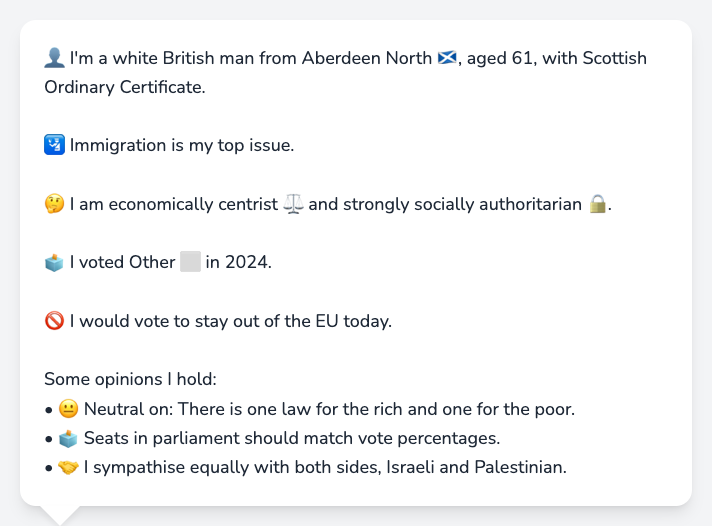 👤 I'm a white British man from Aberdeen North 🏴󠁧󠁢󠁳󠁣󠁴󠁿, aged 61, with Scottish
Ordinary Certificate.
🛂 Immigration is my top issue.
🤔 I am economically centrist ⚖️ and strongly socially authoritarian 🔒.
🗳️ I voted Other ⬜ in 2024.
🚫 I would vote to stay out of the EU today.
Some opinions I hold:
• 😐 Neutral on: There is one law for the rich and one for the poor.
• 🗳️ Seats in parliament should match vote percentages.
• 🤝 I sympathise equally with both sides, Israeli and Palestinian.